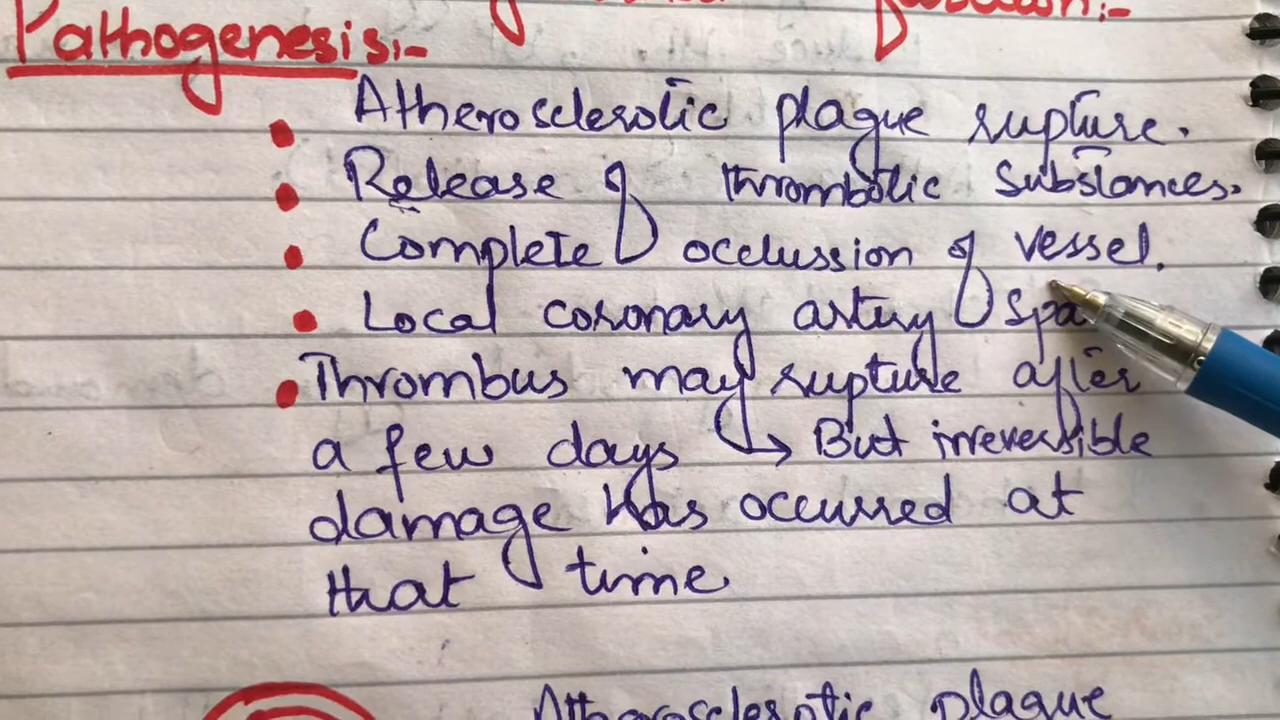 Pathogenesis:-
• Atherosclerotic plague rupture.
• Release of thrombotic substances.
• Complete occlussion of vessel.
• Local coronary artery spa
• Thrombus may rupture after
a few days → But irreversible
damage has occurred at
that time
Atherosclerotic plaque